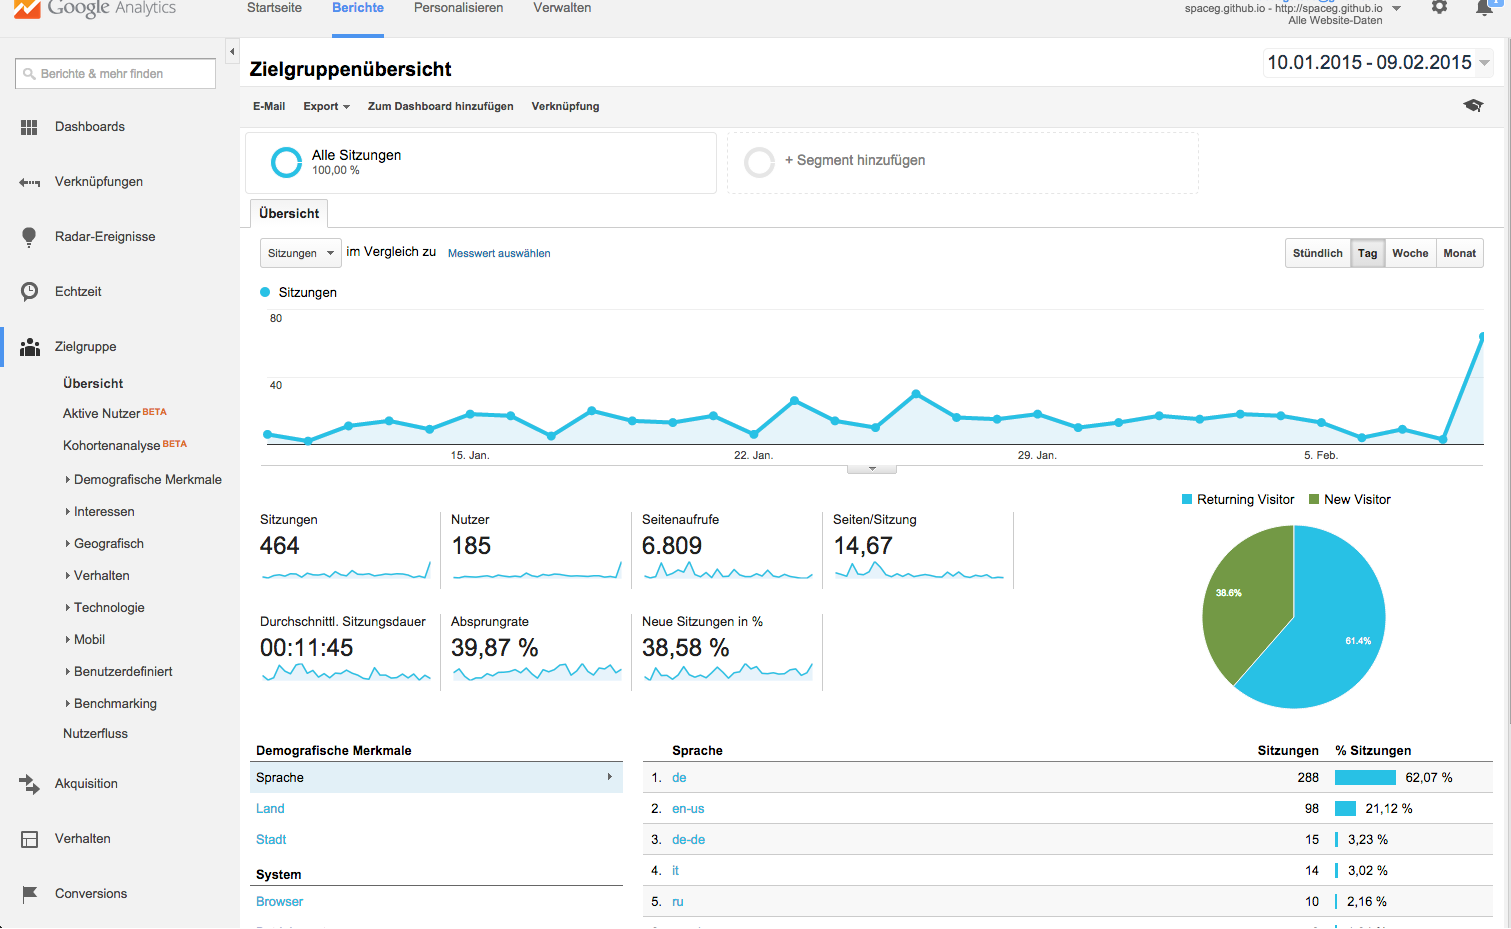 Google Analytics
Startseite Berichte Personalisieren Verwalten
spaceg.github.io - http://spaceg.github.io
Alle Website-Daten
1
Berichte & mehr finden
Dashboards
Verknüpfungen
Radar-Ereignisse
Echtzeit
Zielgruppe
Übersicht
Aktive Nutzer BETA
Kohortenanalyse BETA
Demografische Merkmale
Interessen
Geografisch
Verhalten
Technologie
Mobil
Benutzerdefiniert
Benchmarking
Nutzerfluss
Akquisition
Verhalten
Conversions
Zielgruppenübersicht
10.01.2015 - 09.02.2015
E-Mail Export Zum Dashboard hinzufügen Verknüpfung
Alle Sitzungen
100,00 %
+ Segment hinzufügen
Übersicht
Sitzungen im Vergleich zu Messwert auswählen
Stündlich Tag Woche Monat
Sitzungen
80
40
15. Jan. 22. Jan. 29. Jan. 5. Feb.
Returning Visitor New Visitor
38.6%
61.4%
Sitzungen Nutzer Seitenaufrufe Seiten/Sitzung
464 185 6.809 14,67
Durchschnittl. Sitzungsdauer Absprungrate Neue Sitzungen in %
00:11:45 39,87 % 38,58 %
Demografische Merkmale
Sprache
Land
Stadt
System
Browser
Sprache Sitzungen % Sitzungen
1. de 288 62,07 %
2. en-us 98 21,12 %
3. de-de 15 3,23 %
4. it 14 3,02 %
5. ru 10 2,16 %